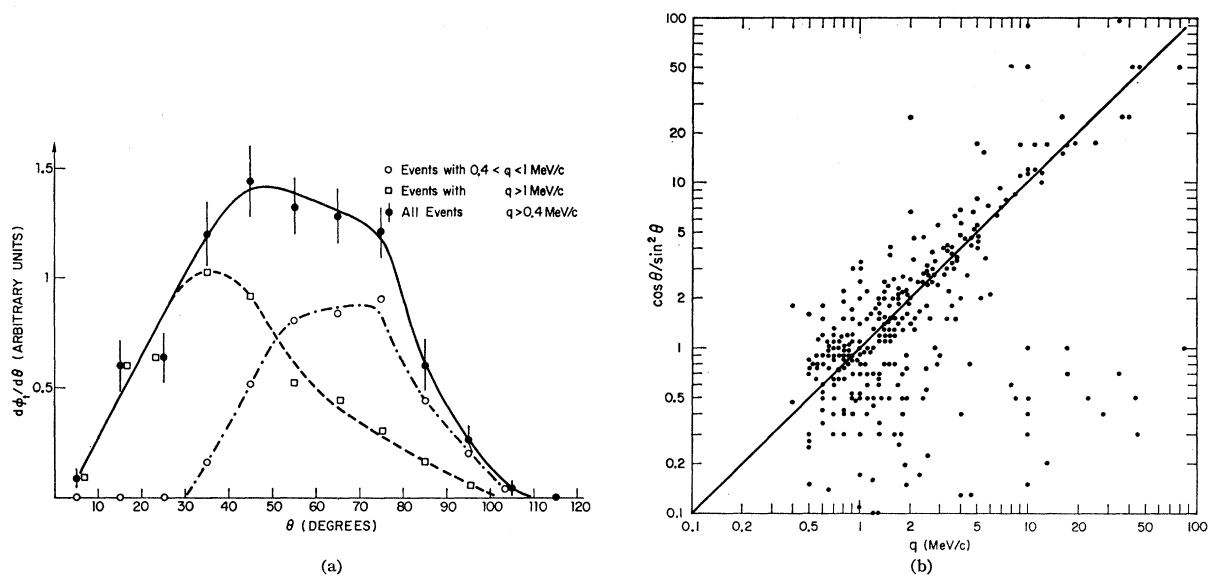 1.5
1
0.5
dϕ₁/dθ (ARBITRARY UNITS)
○ Events with 0.4 < q < 1 MeV/c
□ Events with q > 1 MeV/c
● All Events q > 0.4 MeV/c
10 20 30 40 50 60 70 80 90 100 110 120
θ (DEGREES)
(a)
100
50
20
10
5
2
1
0.5
0.2
0.1
cosθ/sin²θ
0.1 0.2 0.5 1 2 5 10 20 50 100
q (MeV/c)
(b)